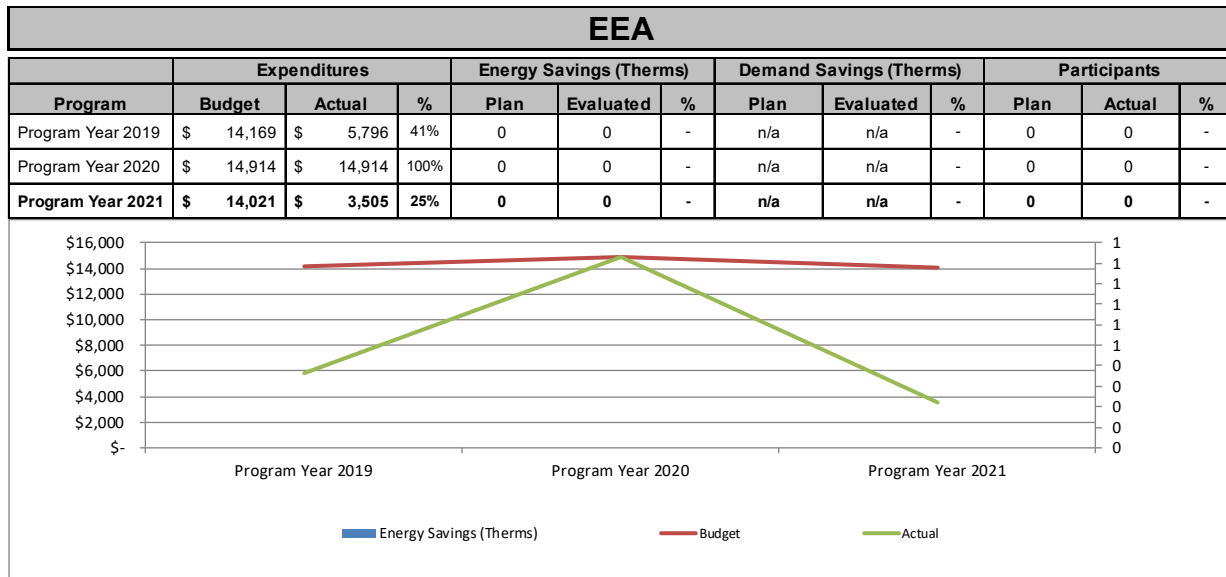 EEA
Expenditures Energy Savings (Therms) Demand Savings (Therms) Participants
Program Budget Actual % Plan Evaluated % Plan Evaluated % Plan Actual %
Program Year 2019 $ 14,169 $ 5,796 41% 0 0 - n/a n/a - 0 0 -
Program Year 2020 $ 14,914 $ 14,914 100% 0 0 - n/a n/a - 0 0 -
Program Year 2021 $ 14,021 $ 3,505 25% 0 0 - n/a n/a - 0 0 -
$16,000 1
$14,000 1
$12,000 1
$10,000 1
$8,000 1
$6,000 1
$4,000 0
$2,000 0
$- 0
0
0
Program Year 2019 Program Year 2020 Program Year 2021
Energy Savings (Therms) Budget Actual